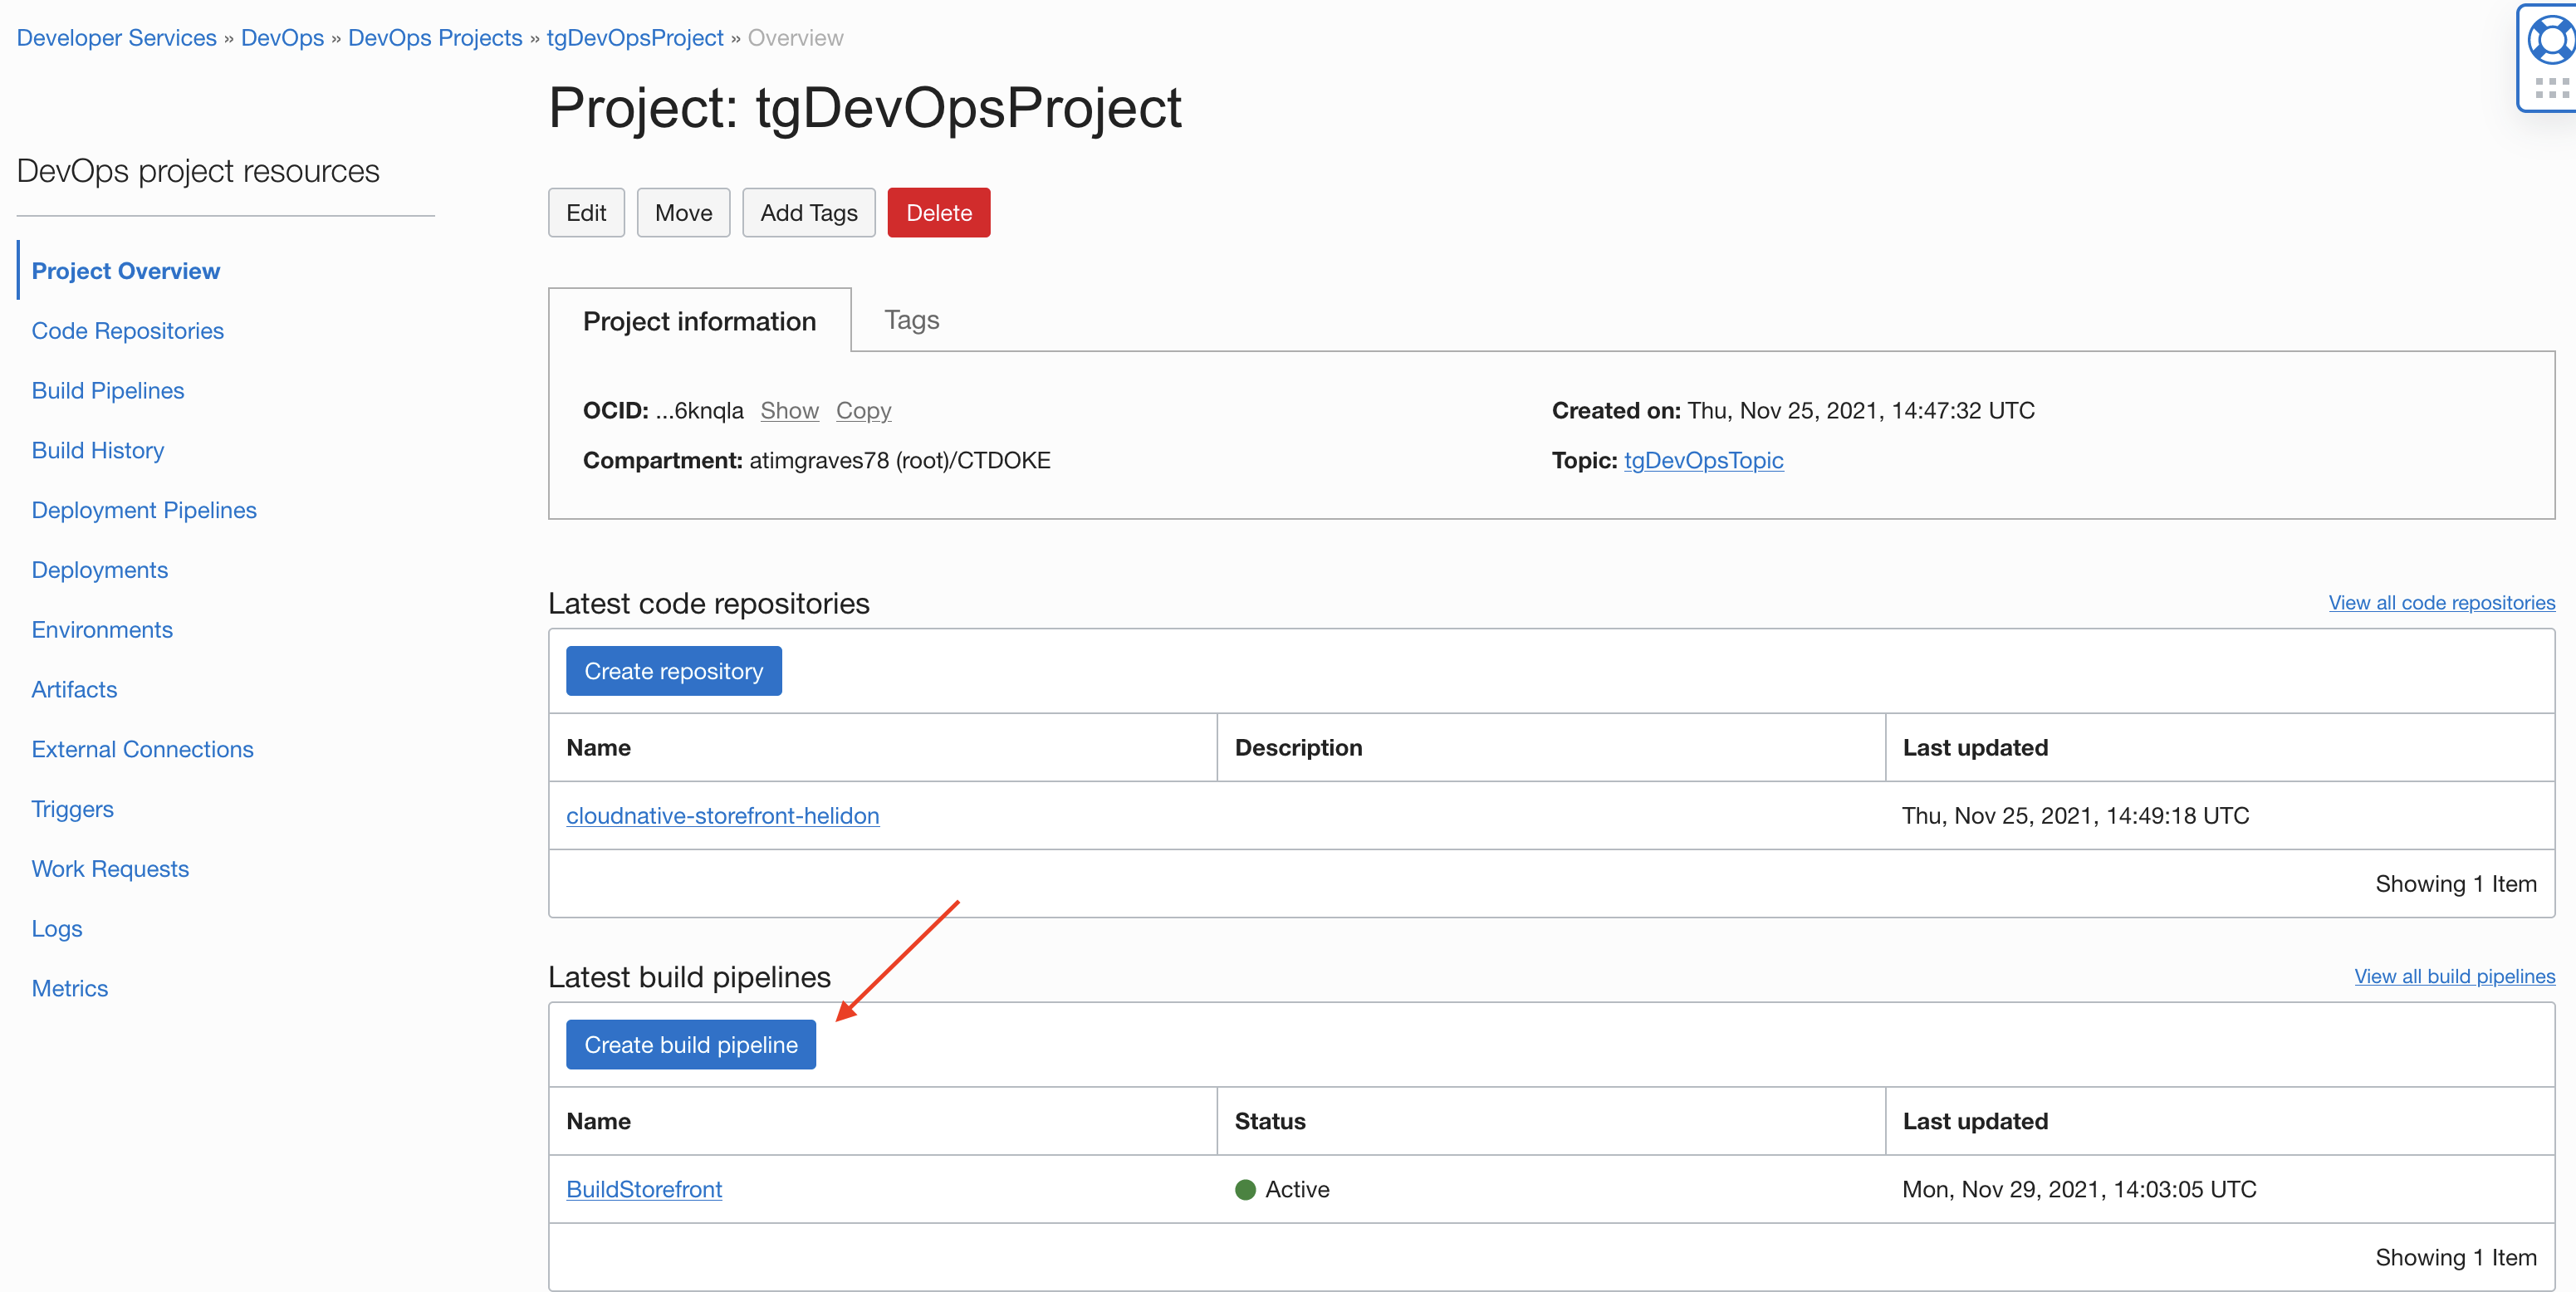 Developer Services » DevOps » DevOps Projects » tgDevOpsProject » Overview
Project: tgDevOpsProject
DevOps project resources
Project Overview
Code Repositories
Build Pipelines
Build History
Deployment Pipelines
Deployments
Environments
Artifacts
External Connections
Triggers
Work Requests
Logs
Metrics
Edit Move Add Tags Delete
Project information Tags
OCID: ...6knqla Show Copy
Created on: Thu, Nov 25, 2021, 14:47:32 UTC
Compartment: atimgraves78 (root)/CTDOKE
Topic: tgDevOpsTopic
Latest code repositories
View all code repositories
Create repository
Name Description Last updated
cloudnative-storefront-helidon Thu, Nov 25, 2021, 14:49:18 UTC
Showing 1 Item
Latest build pipelines
View all build pipelines
Create build pipeline
Name Status Last updated
BuildStorefront Active Mon, Nov 29, 2021, 14:03:05 UTC
Showing 1 Item